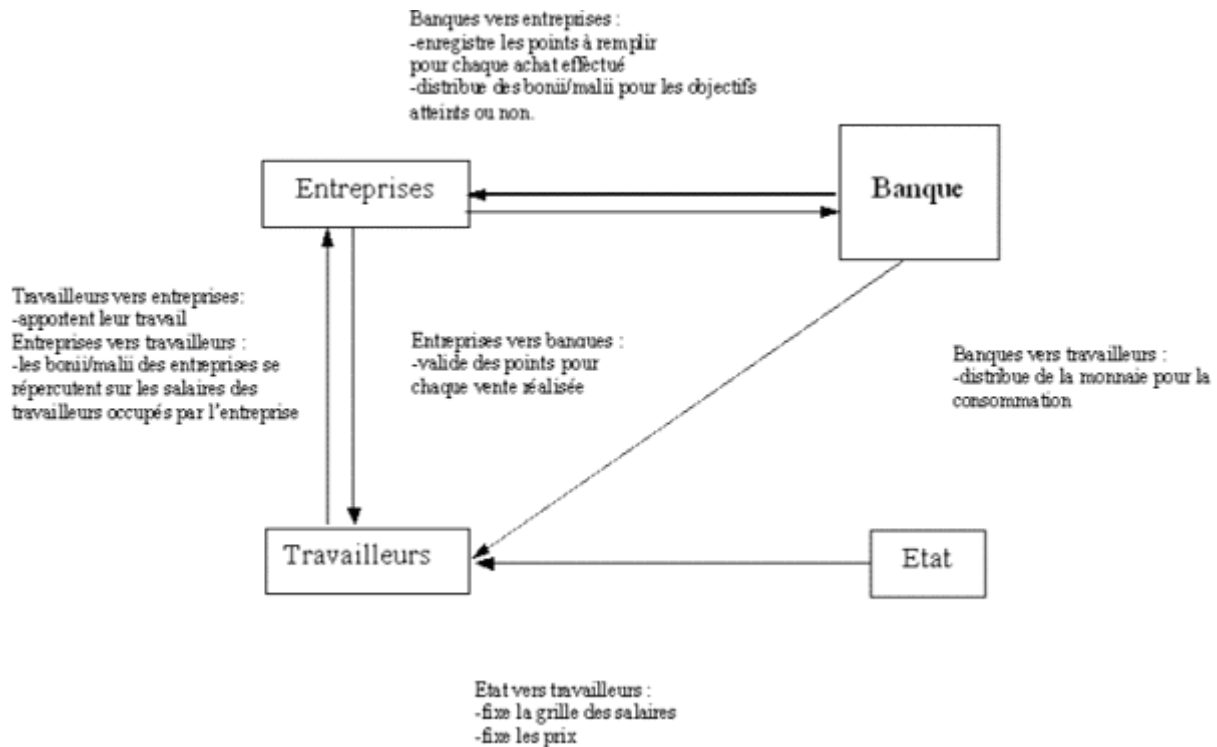 Banques vers entreprises :
-enregistre les points à remplir
pour chaque achat effectué
-distribue des bonii/malii pour les objectifs
atteints ou non.
Entreprises
Banque
Travailleurs vers entreprises:
-apportent leur travail
Entreprises vers travailleurs :
-les bonii/malii des entreprises se
répercutent sur les salaires des
travailleurs occupés par l'entreprise
Entreprises vers banques :
-valide des points pour
chaque vente réalisée
Banques vers travailleurs :
-distribue de la monnaie pour la
consommation
Travailleurs
Etat
Etat vers travailleurs :
-fixe la grille des salaires
-fixe les prix